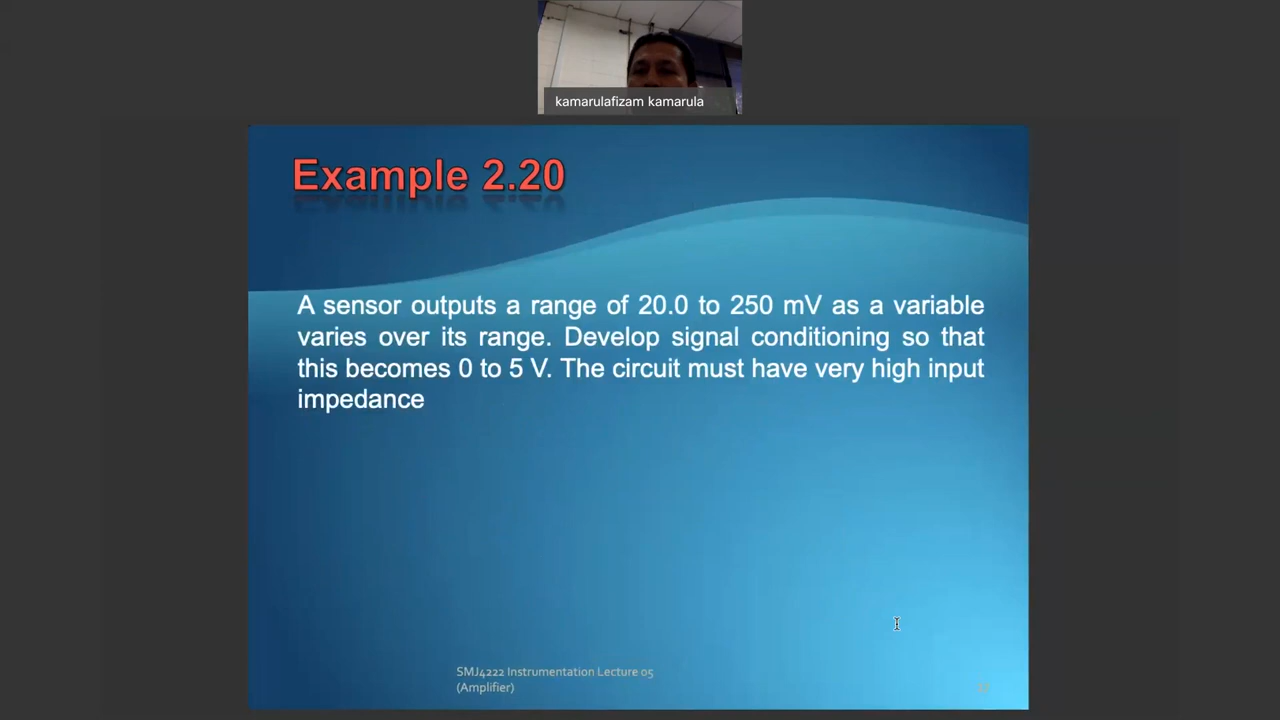 kamarulafizam kamarula
Example 2.20
A sensor outputs a range of 20.0 to 250 mV as a variable
varies over its range. Develop signal conditioning so that
this becomes 0 to 5 V. The circuit must have very high input
impedance
SMJ4222 Instrumentation Lecture 05
(Amplifier)